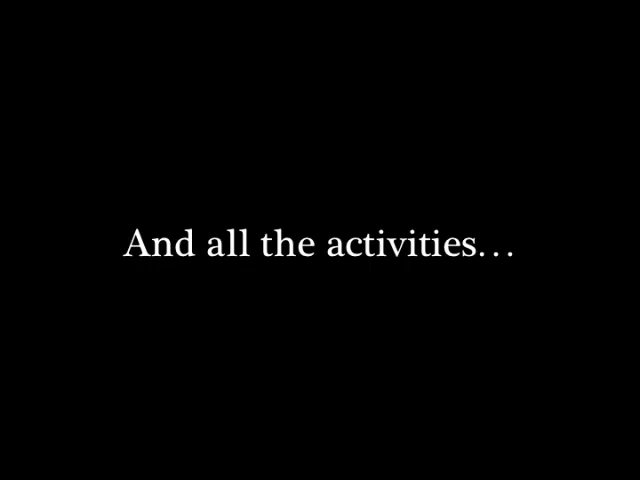 And all the activities…